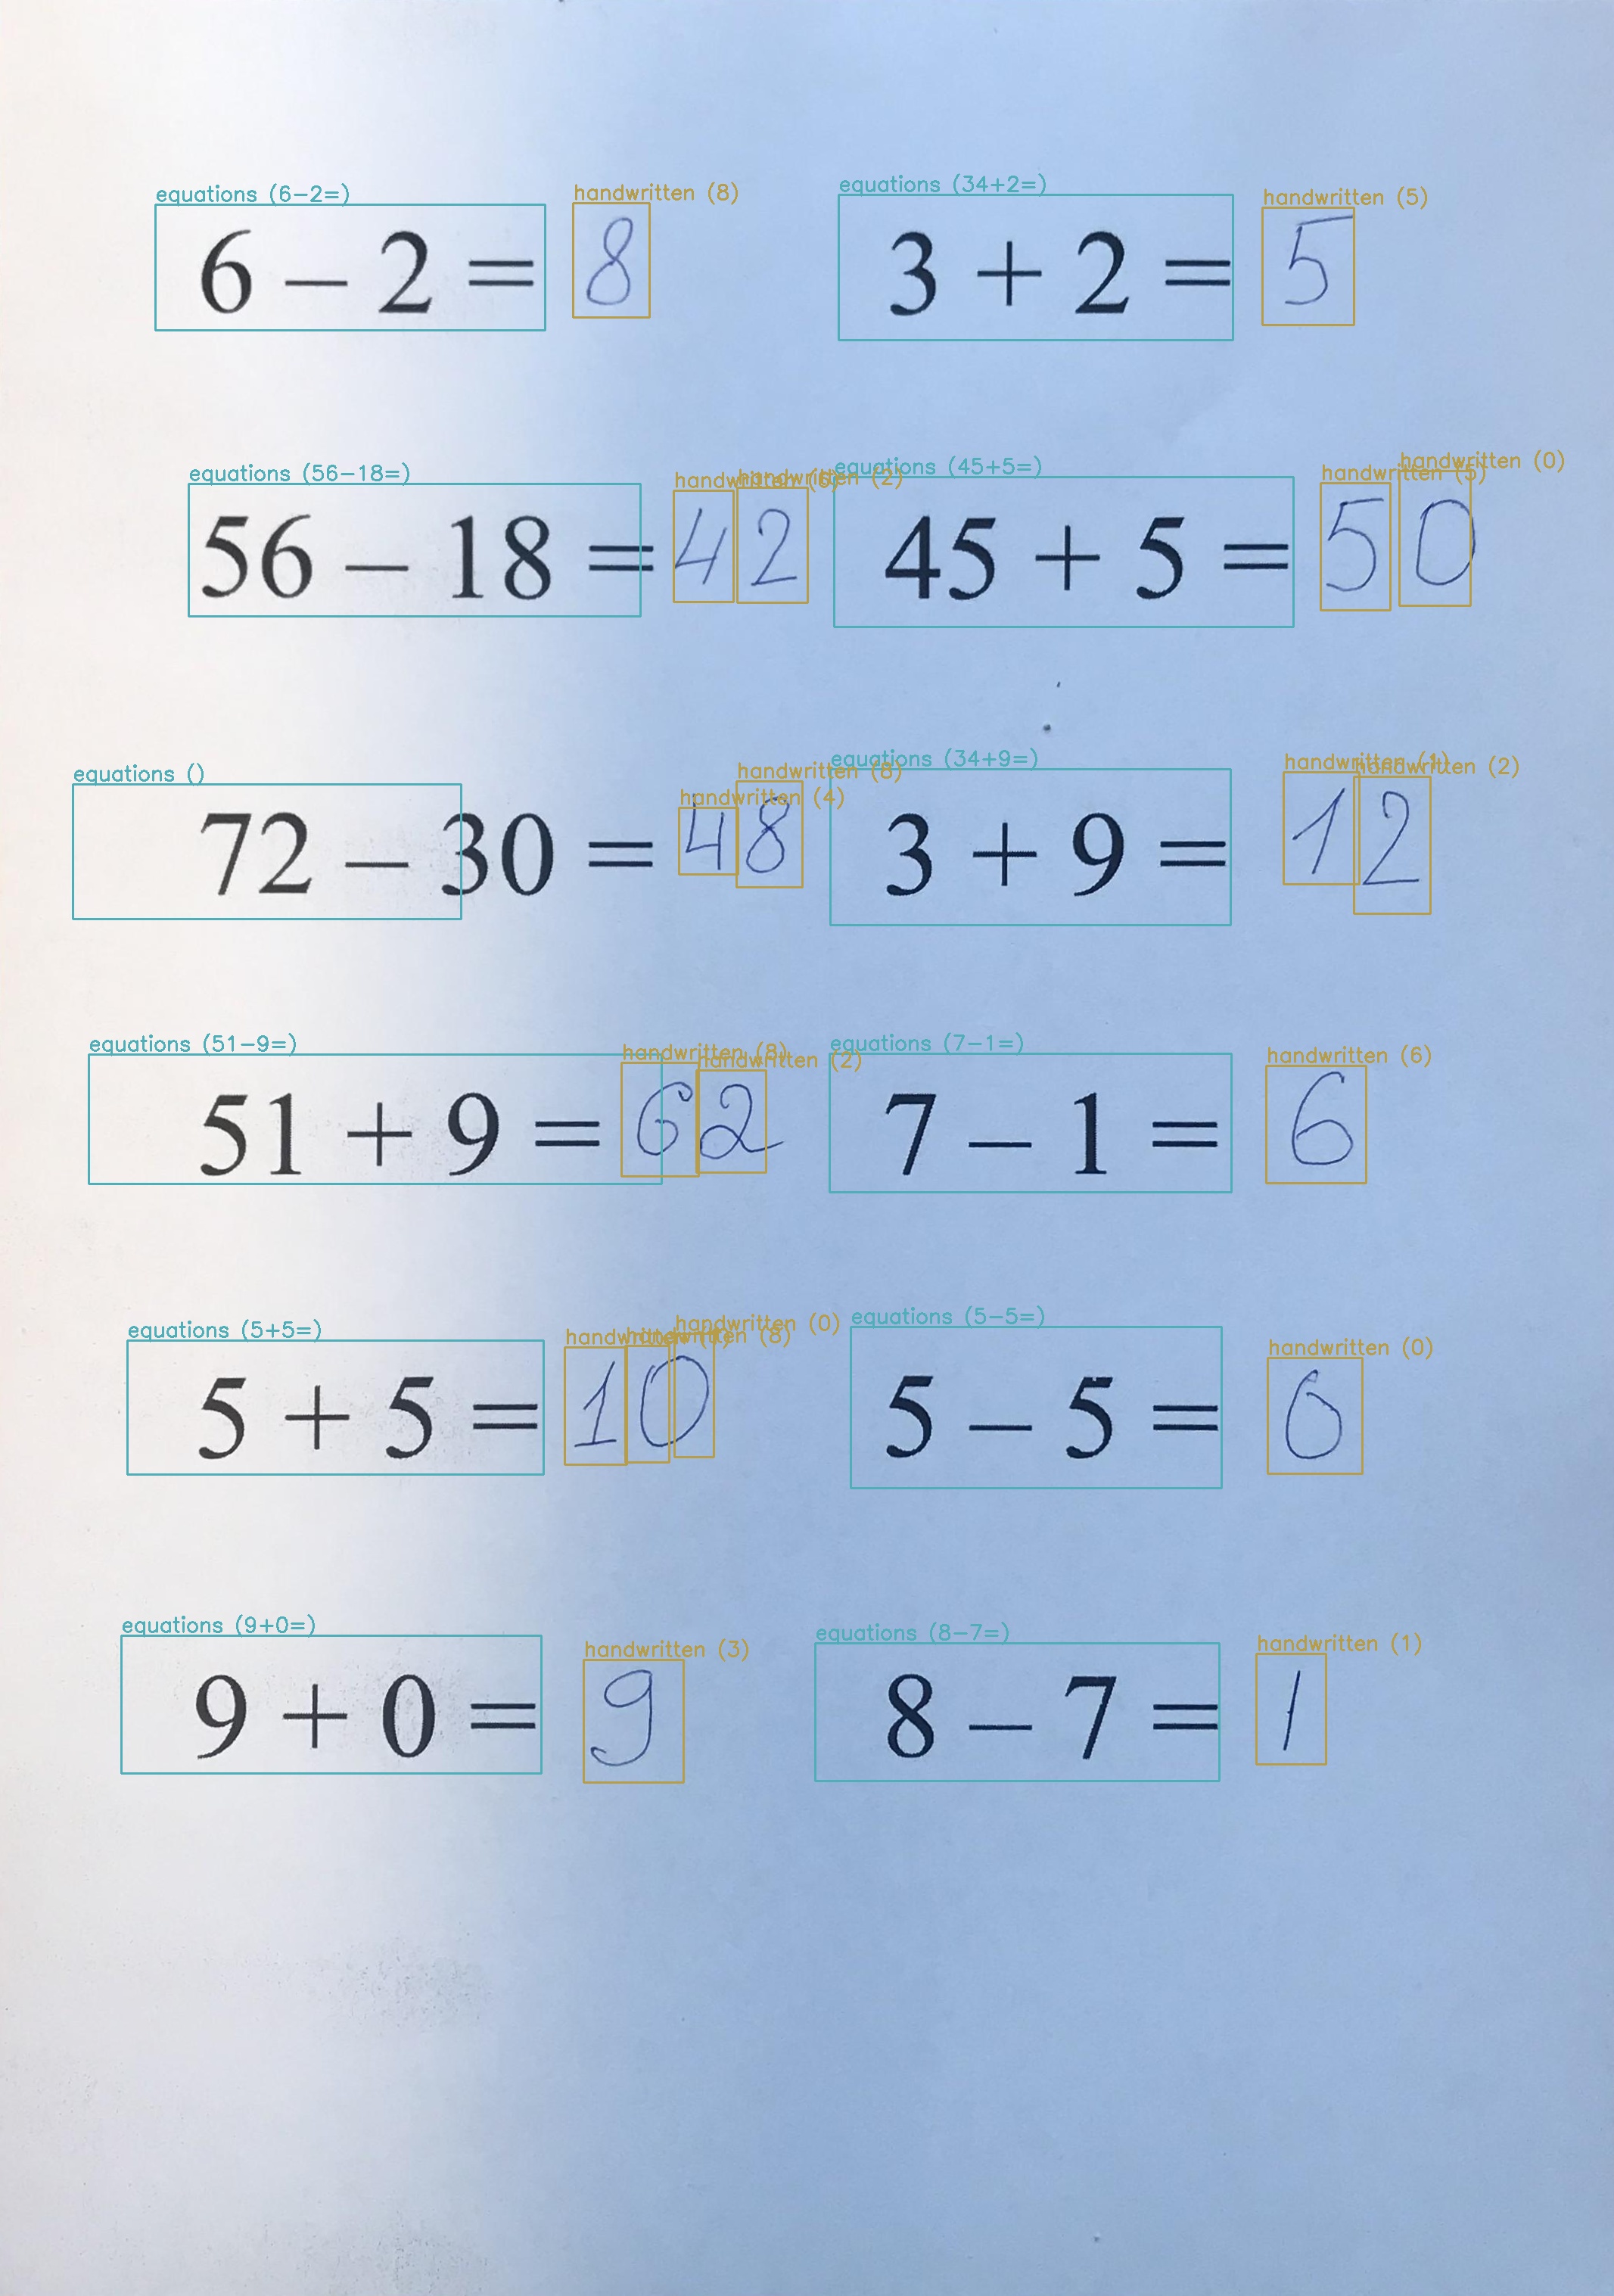 equations (6-2=) handwritten (8) equations (34+2=) handwritten (5)
6 – 2 = 8 3 + 2 = 5
equations (56-18=) handwritten handwritten (2) equations (45+5=) handwritten (5) handwritten (0)
56 – 18 = 42 45 + 5 = 50
equations () handwritten (4) handwritten (8) equations (34+9=) handwritten (1) handwritten (2)
72 – 30 = 48 3 + 9 = 12
equations (51-9=) handwritten (8) handwritten (2) equations (7-1=) handwritten (6)
51 + 9 = 62 7 – 1 = 6
equations (5+5=) handwritten handwritten (8) handwritten (0) equations (5-5=) handwritten (0)
5 + 5 = 10 5 – 5 = 0
equations (9+0=) handwritten (3) equations (8-7=) handwritten (1)
9 + 0 = 9 8 – 7 = 1